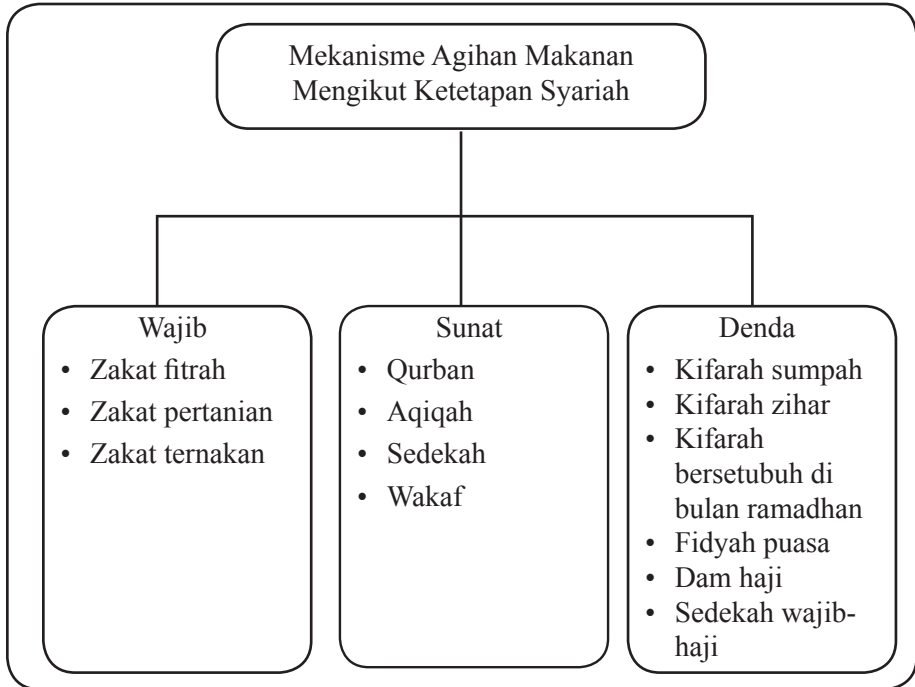 Mekanisme Agihan Makanan
Mengikut Ketetapan Syariah
Wajib
• Zakat fitrah
• Zakat pertanian
• Zakat ternakan
Sunat
• Qurban
• Aqiqah
• Sedekah
• Wakaf
Denda
• Kifarah sumpah
• Kifarah zihar
• Kifarah
bersetubuh di
bulan ramadhan
• Fidyah puasa
• Dam haji
• Sedekah wajib-
haji